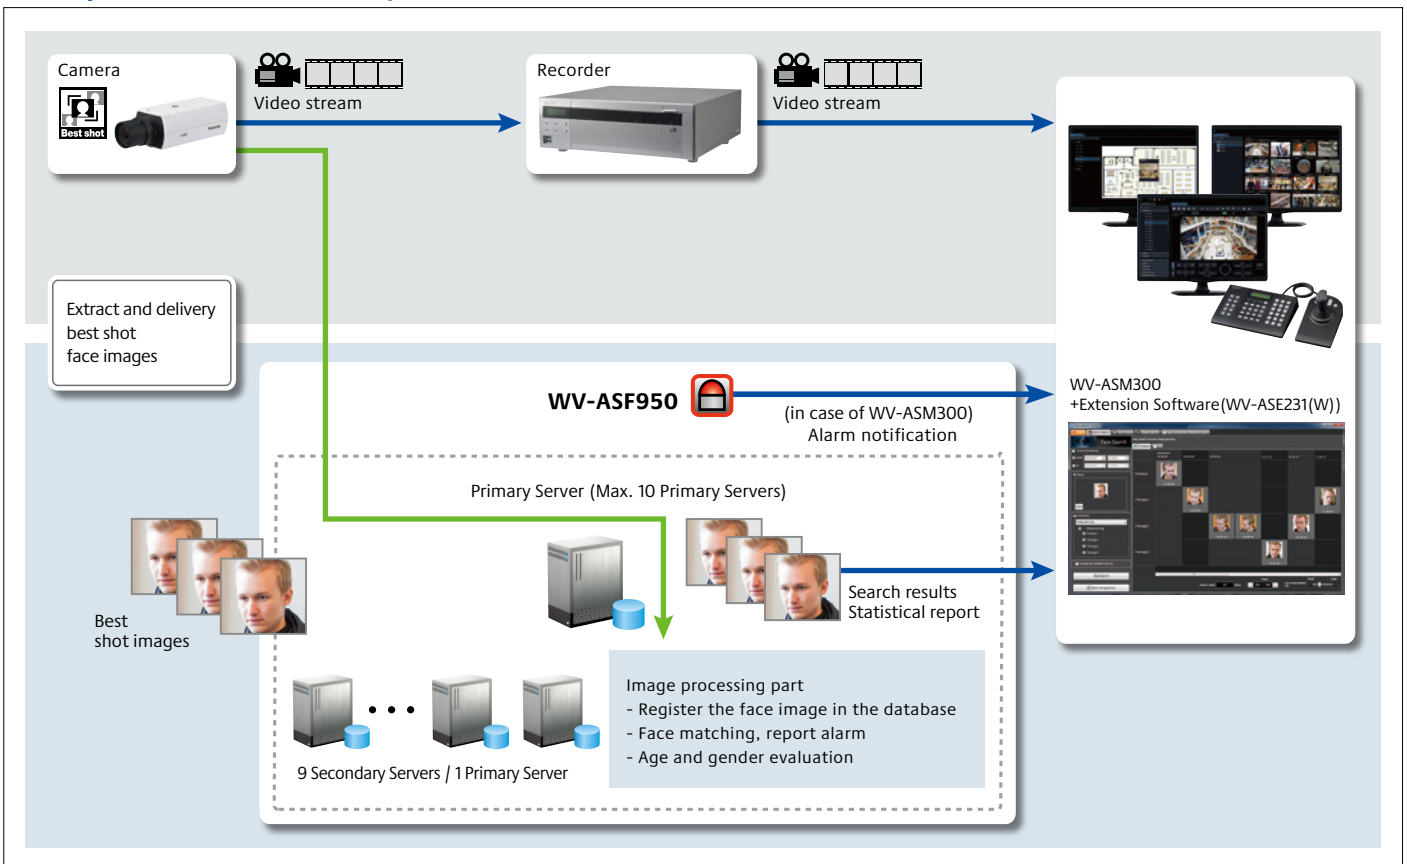 Camera
Best shot
Video stream
Recorder
Video stream
Extract and delivery
best shot
face images
WV-ASF950
(in case of WV-ASM300)
Alarm notification
WV-ASM300
+Extension Software(WV-ASE231(W))
Face Search
Primary Server (Max. 10 Primary Servers)
Best
shot images
Search results
Statistical report
Image processing part
- Register the face image in the database
- Face matching, report alarm
- Age and gender evaluation
9 Secondary Servers / 1 Primary Server